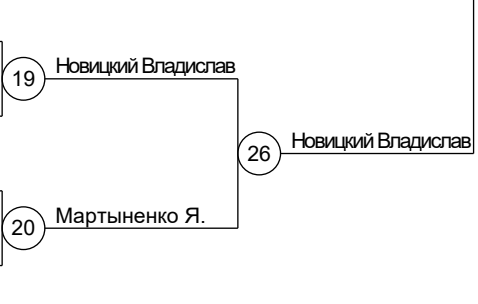 19 Новицкий Владислав
26 Новицкий Владислав
20 Мартыненко Я.